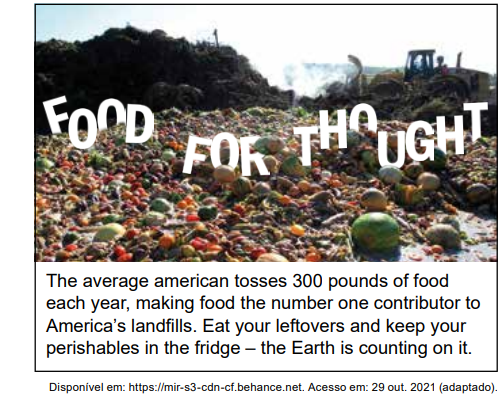 FOOD FOR THOUGHT
The average american tosses 300 pounds of food
each year, making food the number one contributor to
America's landfills. Eat your leftovers and keep your
perishables in the fridge – the Earth is counting on it.
Disponível em: https://mir-s3-cdn-cf.behance.net. Acesso em: 29 out. 2021 (adaptado).